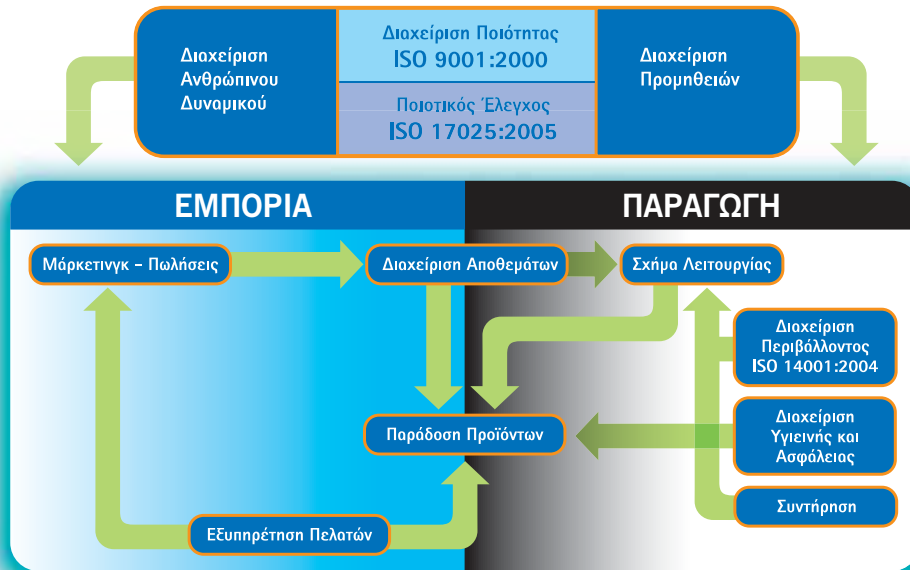 Διαχείριση
Ανθρώπινου
Δυναμικού
Διαχείριση Ποιότητας
ISO 9001:2000
Ποιοτικός Έλεγχος
ISO 17025:2005
Διαχείριση
Προμηθειών
ΕΜΠΟΡΙΑ
ΠΑΡΑΓΩΓΗ
Μάρκετινγκ – Πωλήσεις
Διαχείριση Αποθεμάτων
Σχήμα Λειτουργίας
Διαχείριση
Περιβάλλοντος
ISO 14001:2004
Παράδοση Προϊόντων
Διαχείριση
Υγιεινής και
Ασφάλειας
Συντήρηση
Εξυπηρέτηση Πελατών